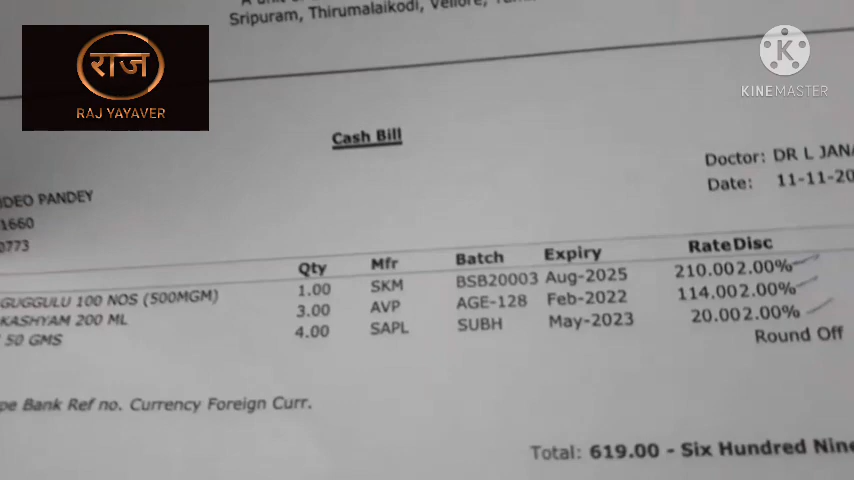 Sripuram, Thirumalaikodi, Vellore,
राज
RAJ YAYAVER
KINEMASTER
Cash Bill
Doctor: DR L JANA
Date: 11-11-20
DEO PANDEY
1660
0773
Qty Mfr Batch Expiry Rate Disc
GUGGULU 100 NOS (500MGM) 1.00 SKM BSB20003 Aug-2025 210.00 2.00%
KASHYAM 200 ML 3.00 AVP AGE-128 Feb-2022 114.00 2.00%
50 GMS 4.00 SAPL SUBH May-2023 20.00 2.00%
Round Off
pe Bank Ref no. Currency Foreign Curr.
Total: 619.00 - Six Hundred Nine